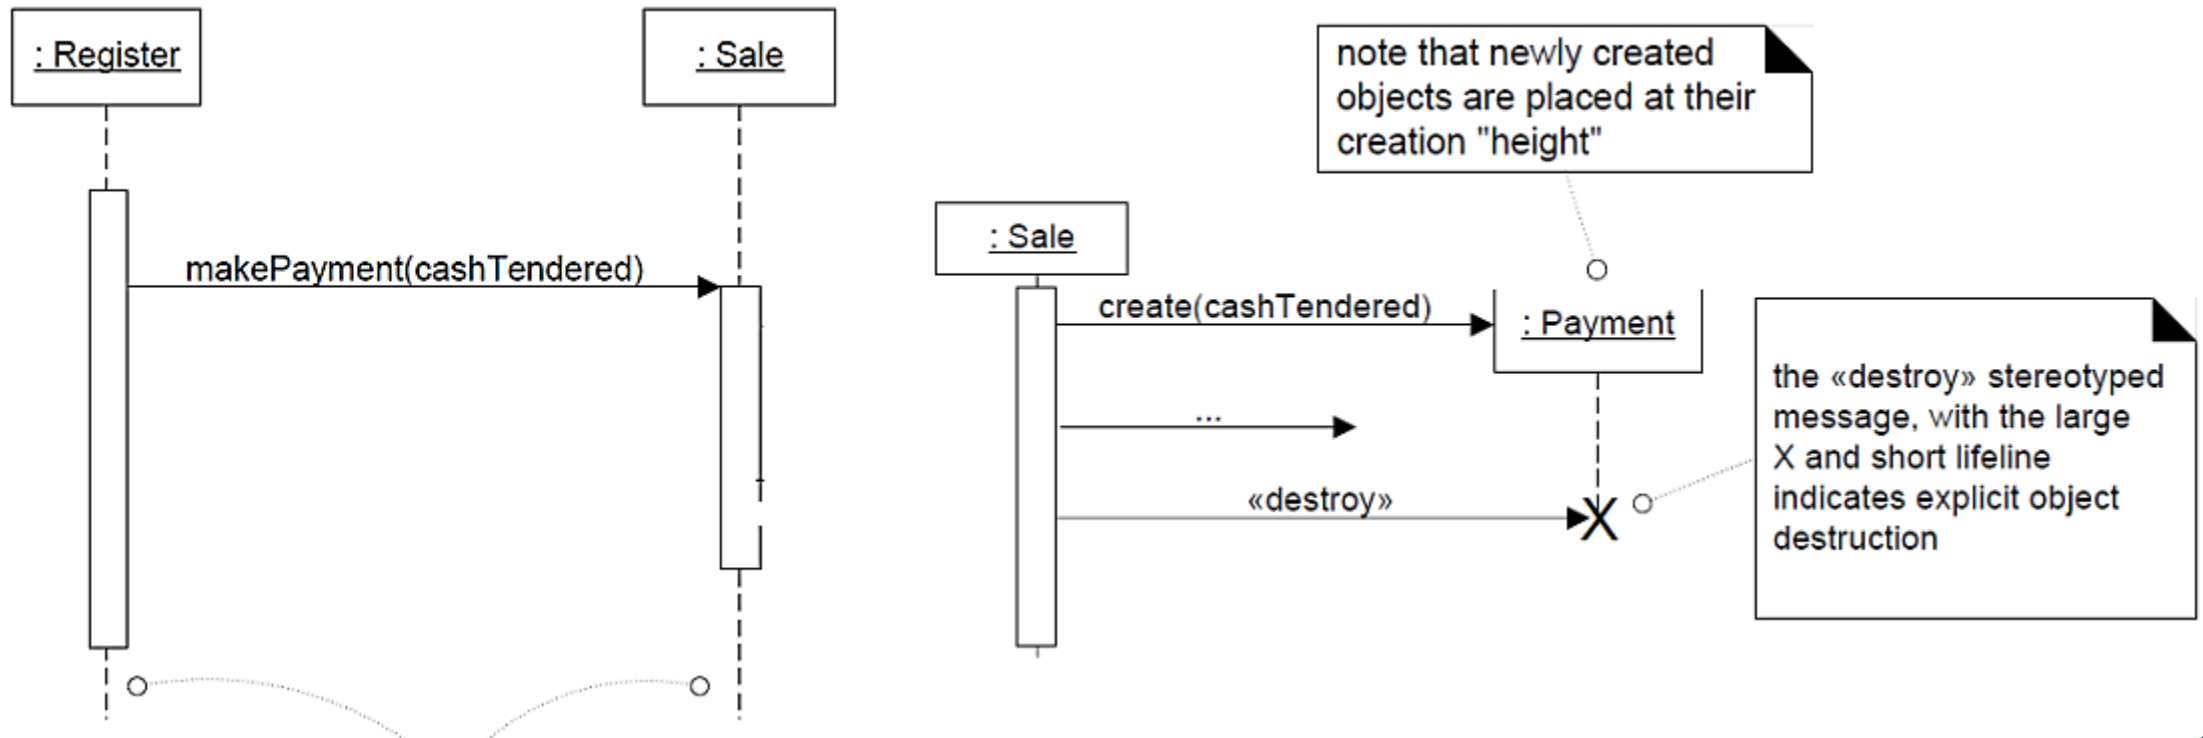 : Register
: Sale
makePayment(cashTendered)
note that newly created
objects are placed at their
creation "height"
: Sale
create(cashTendered)
: Payment
...
«destroy»
X
the «destroy» stereotyped
message, with the large
X and short lifeline
indicates explicit object
destruction